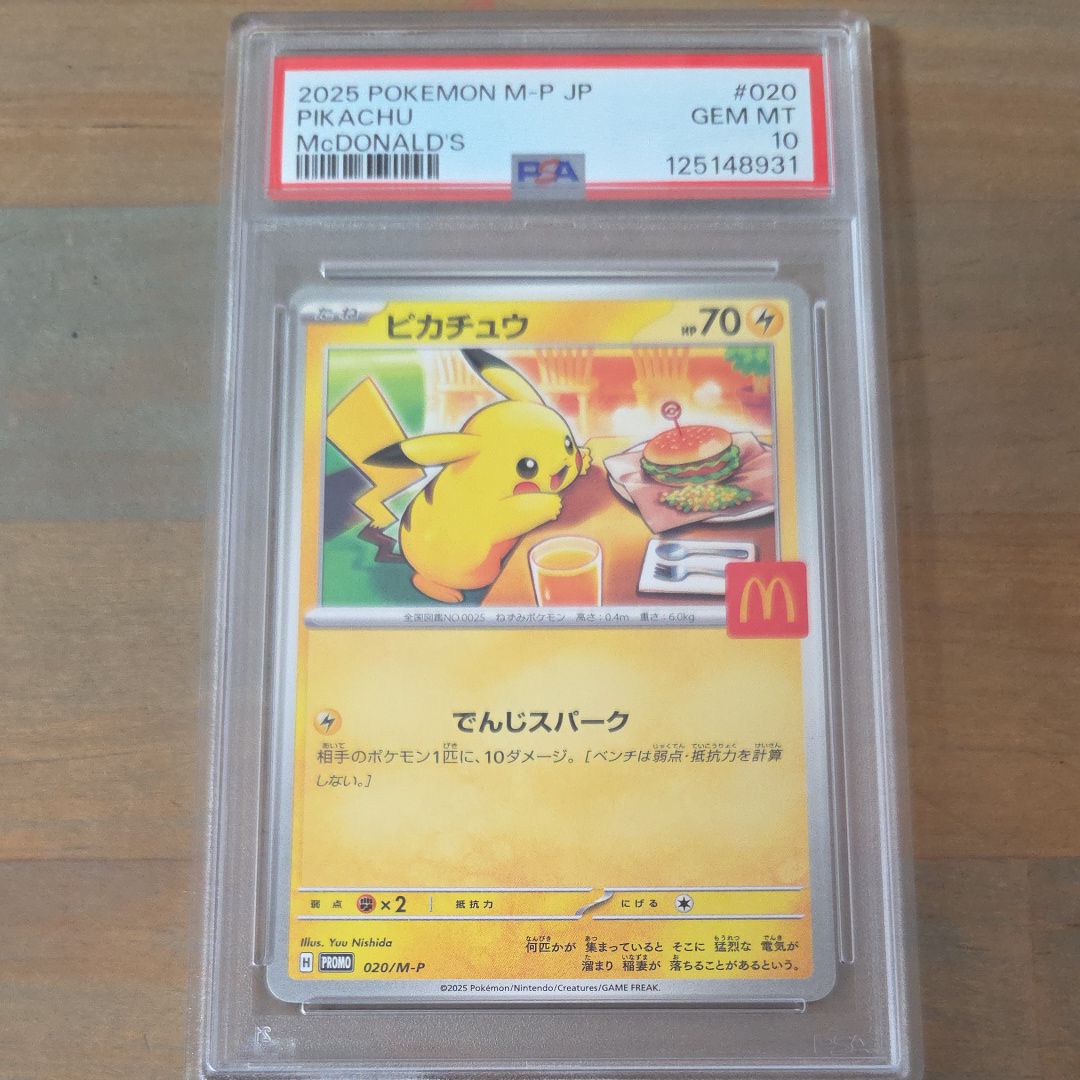 2025 POKEMON M-P JP #020
PIKACHU GEM MT
McDONALD'S 10
PSA 125148931
たね ピカチュウ HP70
M
全国図鑑NO.0025 ねずみポケモン 高さ:0.4m 重さ:6.0kg
でんじスパーク
相手のポケモン1匹に、10ダメージ。[ベンチは弱点・抵抗力を計算
しない。]
弱点 ×2 抵抗力 にげる
Illus. Yuu Nishida
何匹かが 集まっていると そこに 猛烈な 電気が
溜まり 稲妻が 落ちることがあるという。
H PROMO 020/M-P
©2025 Pokémon/Nintendo/Creatures/GAME FREAK.